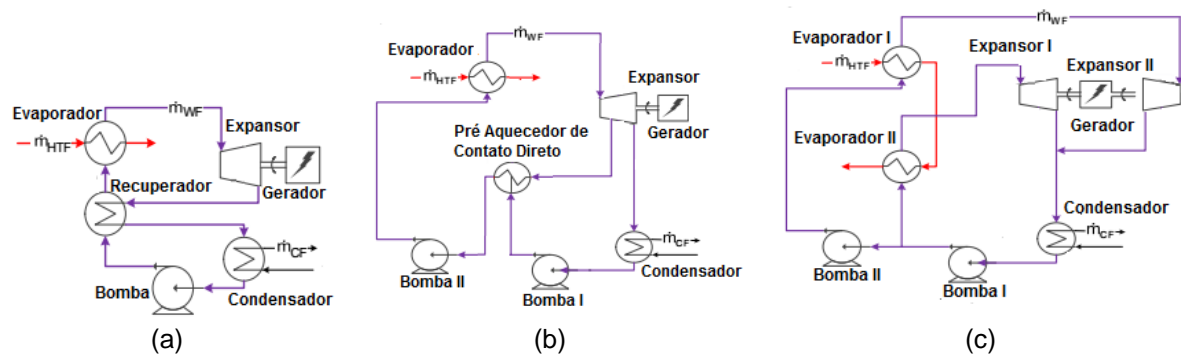 Evaporador
ṁWF
Expansor
ṁHTF
Gerador
Recuperador
ṁCF
Bomba
Condensador
(a)
Evaporador
ṁWF
ṁHTF
Expansor
Gerador
Pré Aquecedor de
Contato Direto
ṁCF
Condensador
Bomba II
Bomba I
(b)
ṁWF
Evaporador I
Expansor I
ṁHTF
Expansor II
Gerador
Evaporador II
Condensador
ṁCF
Bomba II
Bomba I
(c)